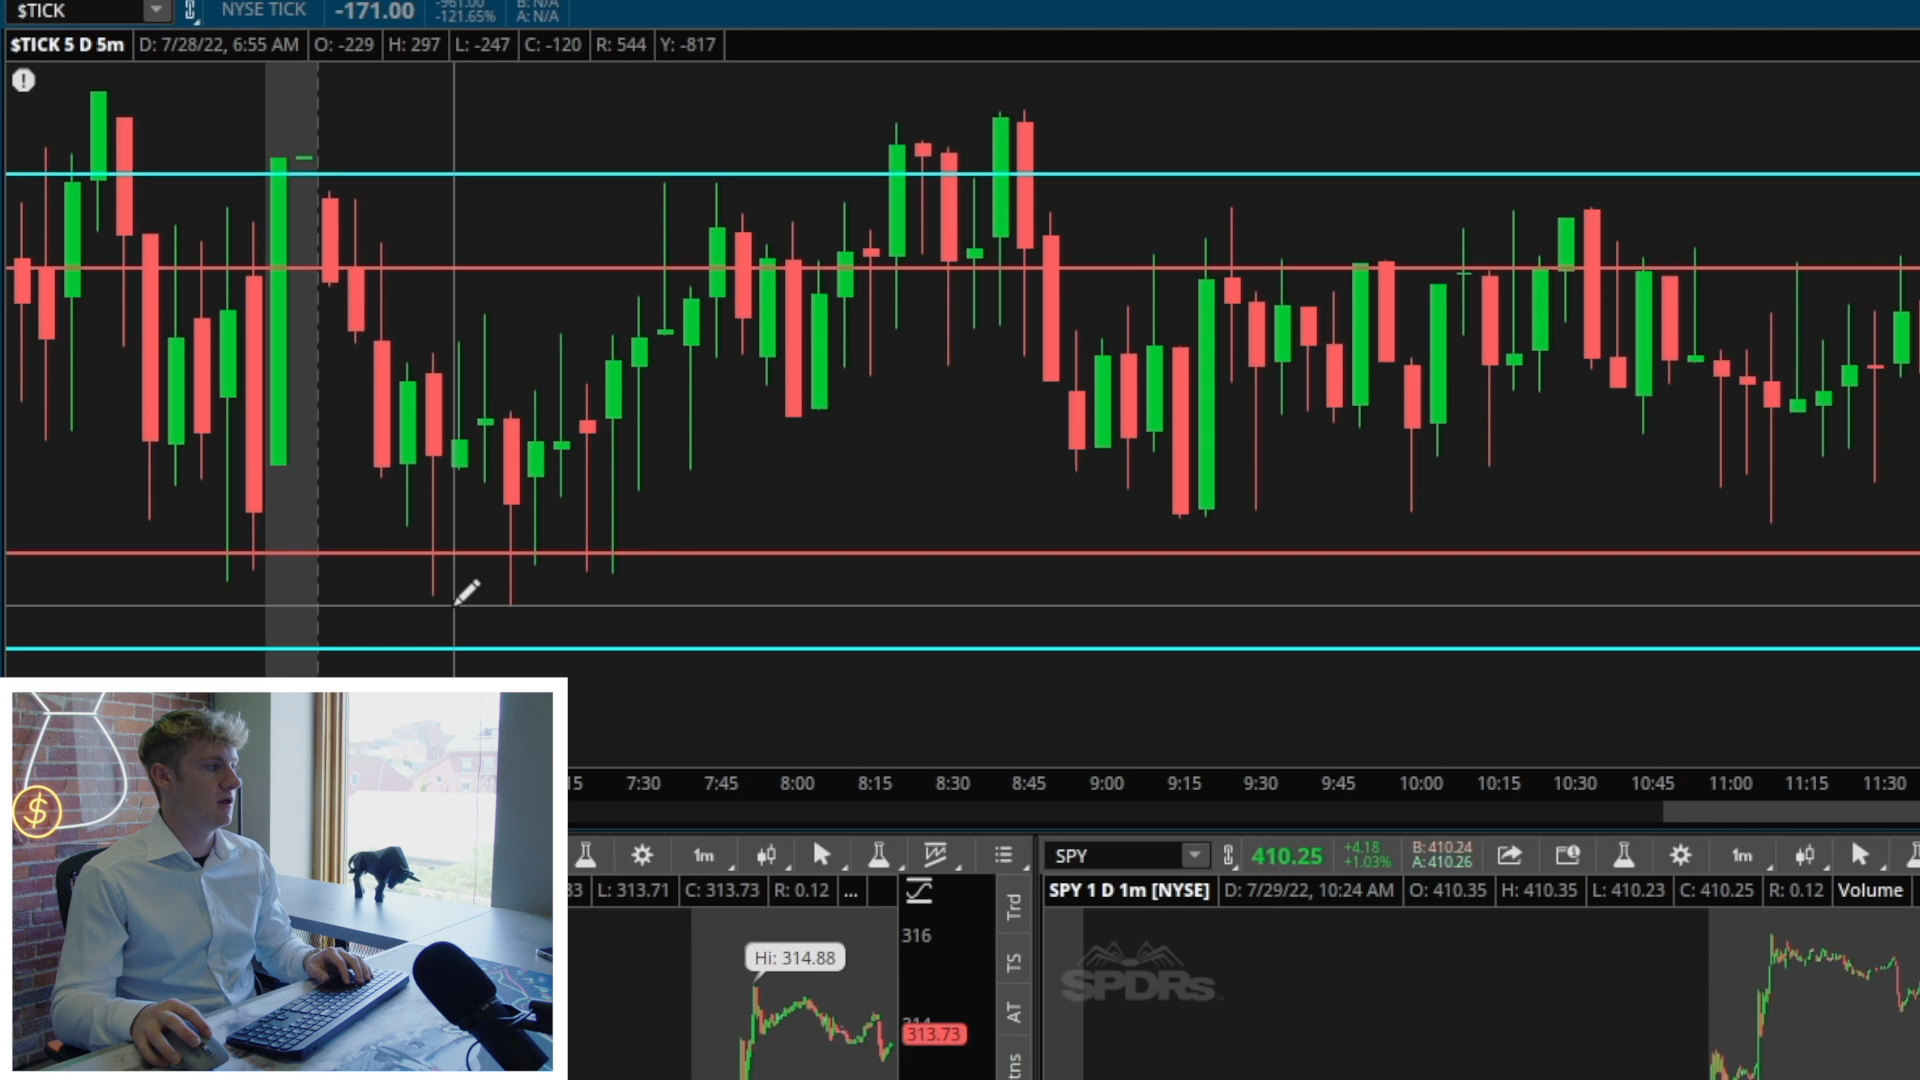 $TICK NYSE TICK -171.00 -961.00 B: N/A
-121.65% A: N/A
$TICK 5 D 5m D: 7/28/22, 6:55 AM O: -229 H: 297 L: -247 C: -120 R: 544 Y: -817
15 7:30 7:45 8:00 8:15 8:30 8:45 9:00 9:15 9:30 9:45 10:00 10:15 10:30 10:45 11:00 11:15 11:30
1m SPY 410.25 +4.18 B: 410.24 1m
+1.03% A: 410.26
33 L: 313.71 C: 313.73 R: 0.12 ...
SPY 1 D 1m [NYSE] D: 7/29/22, 10:24 AM O: 410.35 H: 410.35 L: 410.23 C: 410.25 R: 0.12 Volume
Trd
316
Hi: 314.88
TS
SPDRs
AT
313.73
$